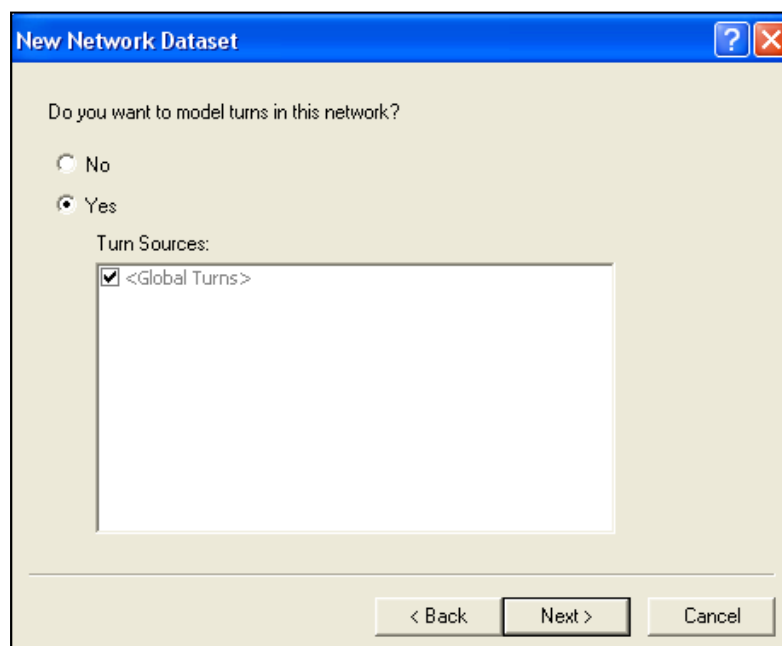 New Network Dataset
Do you want to model turns in this network?
No
Yes
Turn Sources:
<Global Turns>
< Back Next > Cancel